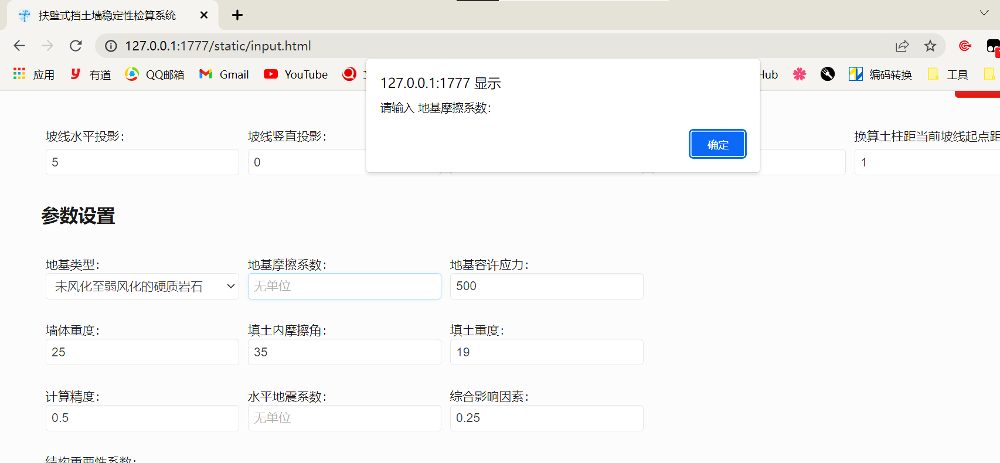 扶壁式挡土墙稳定性检算系统
127.0.0.1:1777/static/input.html
应用 有道 QQ邮箱 Gmail YouTube Hub 编码转换 工具
127.0.0.1:1777 显示
请输入 地基摩擦系数:
确定
坡线水平投影: 坡线竖直投影: 换算土柱距当前坡线起点距
5 0 1
参数设置
地基类型: 地基摩擦系数: 地基容许应力:
未风化至弱风化的硬质岩石 无单位 500
墙体重度: 填土内摩擦角: 填土重度:
25 35 19
计算精度: 水平地震系数: 综合影响因素:
0.5 无单位 0.25
结构重要性系数: